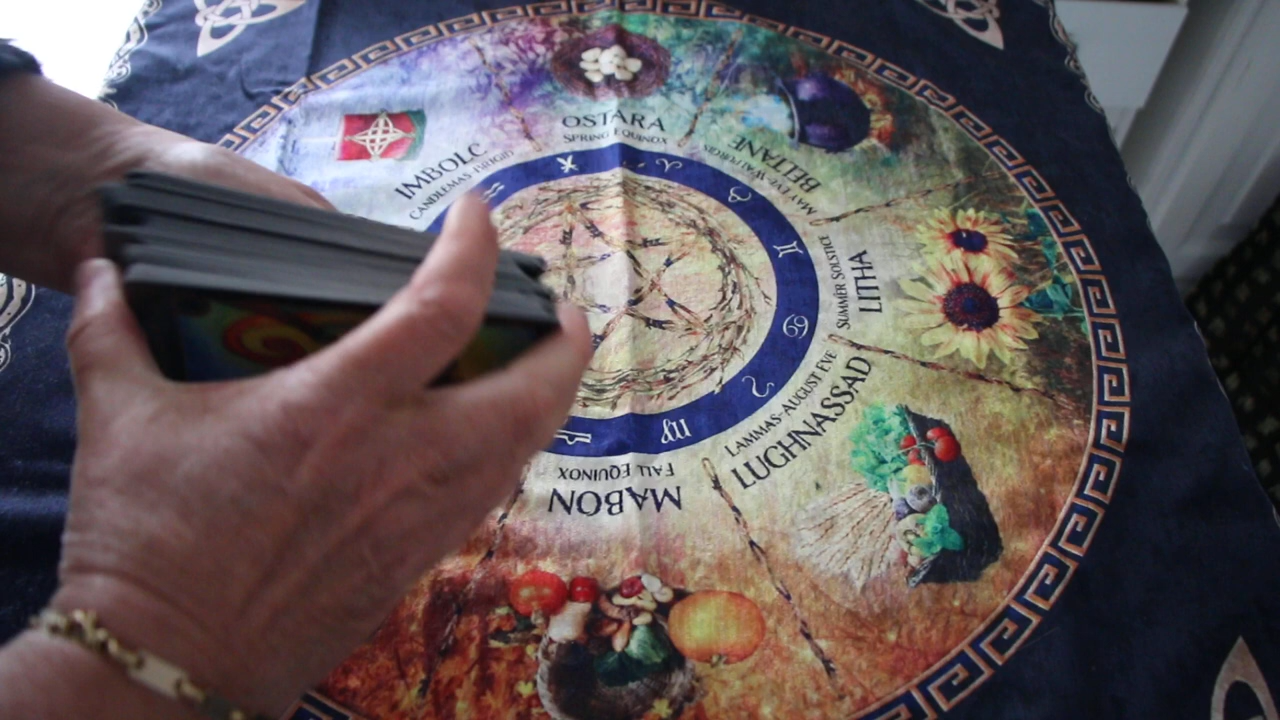 OSTARA
SPRING EQUINOX
IMBOLC
CANDLEMAS BRIGID
BELTANE
MAY EVE WALPURGIS
LITHA
SUMMER SOLSTICE
LAMMAS-AUGUST EVE
LUGHNASSAD
FALL EQUINOX
MABON